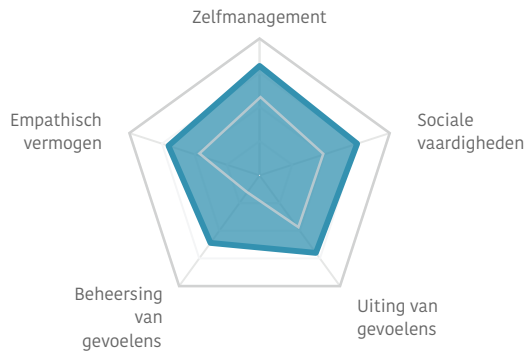 Zelfmanagement
Empathisch
vermogen
Sociale
vaardigheden
Beheersing
van
gevoelens
Uiting van
gevoelens